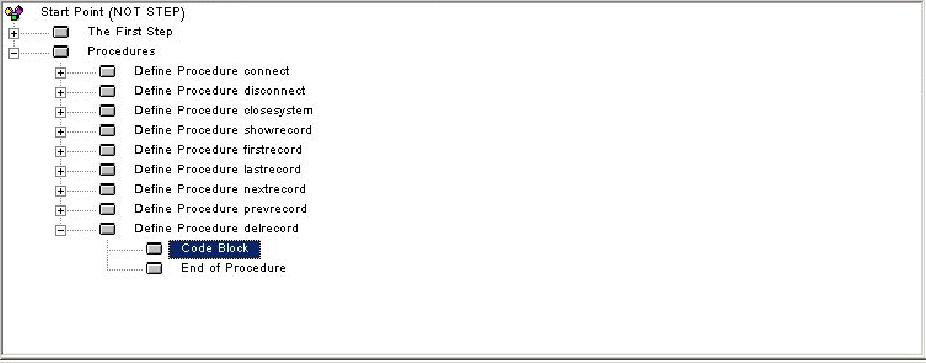 Start Point (NOT STEP)
The First Step
Procedures
Define Procedure connect
Define Procedure disconnect
Define Procedure closesystem
Define Procedure showrecord
Define Procedure firstrecord
Define Procedure lastrecord
Define Procedure nextrecord
Define Procedure prevrecord
Define Procedure delrecord
Code Block
End of Procedure